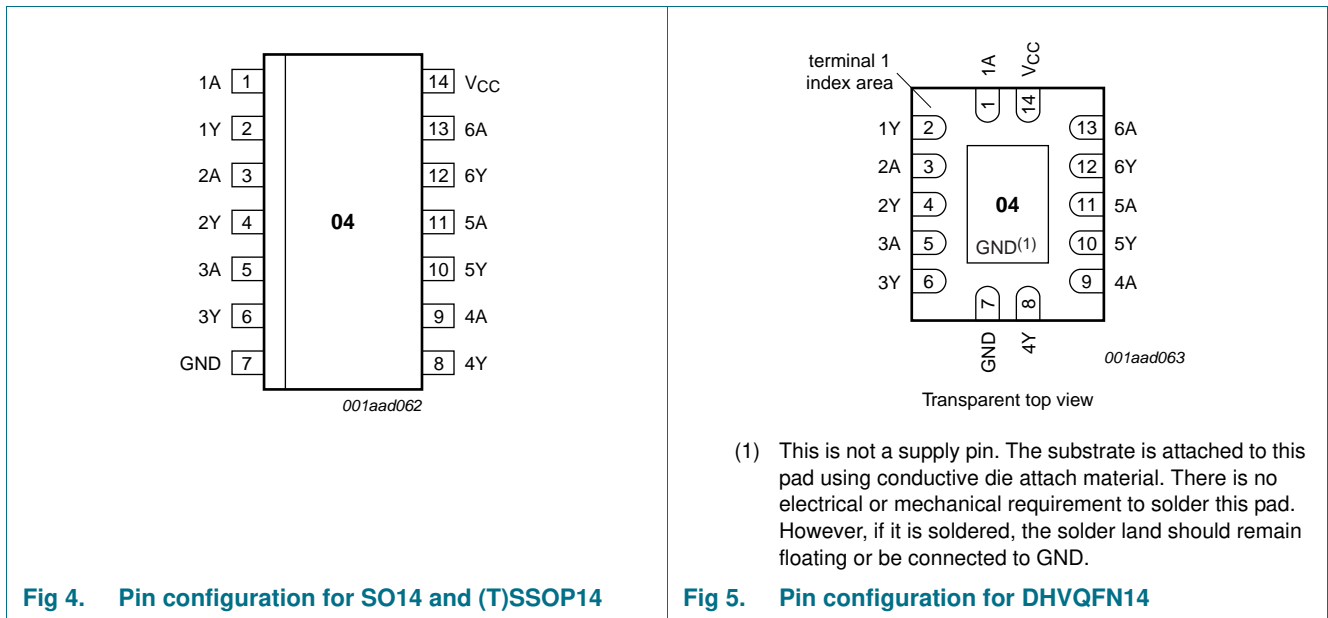 1A 1
1Y 2
2A 3
2Y 4
3A 5
3Y 6
GND 7
04
14 VCC
13 6A
12 6Y
11 5A
10 5Y
9 4A
8 4Y
001aad062
Fig 4. Pin configuration for SO14 and (T)SSOP14
terminal 1
index area
1A
VCC
1
14
1Y 2
2A 3
2Y 4
3A 5
3Y 6
04
GND(1)
13 6A
12 6Y
11 5A
10 5Y
9 4A
7
8
GND
4Y
001aad063
Transparent top view
(1) This is not a supply pin. The substrate is attached to this
pad using conductive die attach material. There is no
electrical or mechanical requirement to solder this pad.
However, if it is soldered, the solder land should remain
floating or be connected to GND.
Fig 5. Pin configuration for DHVQFN14